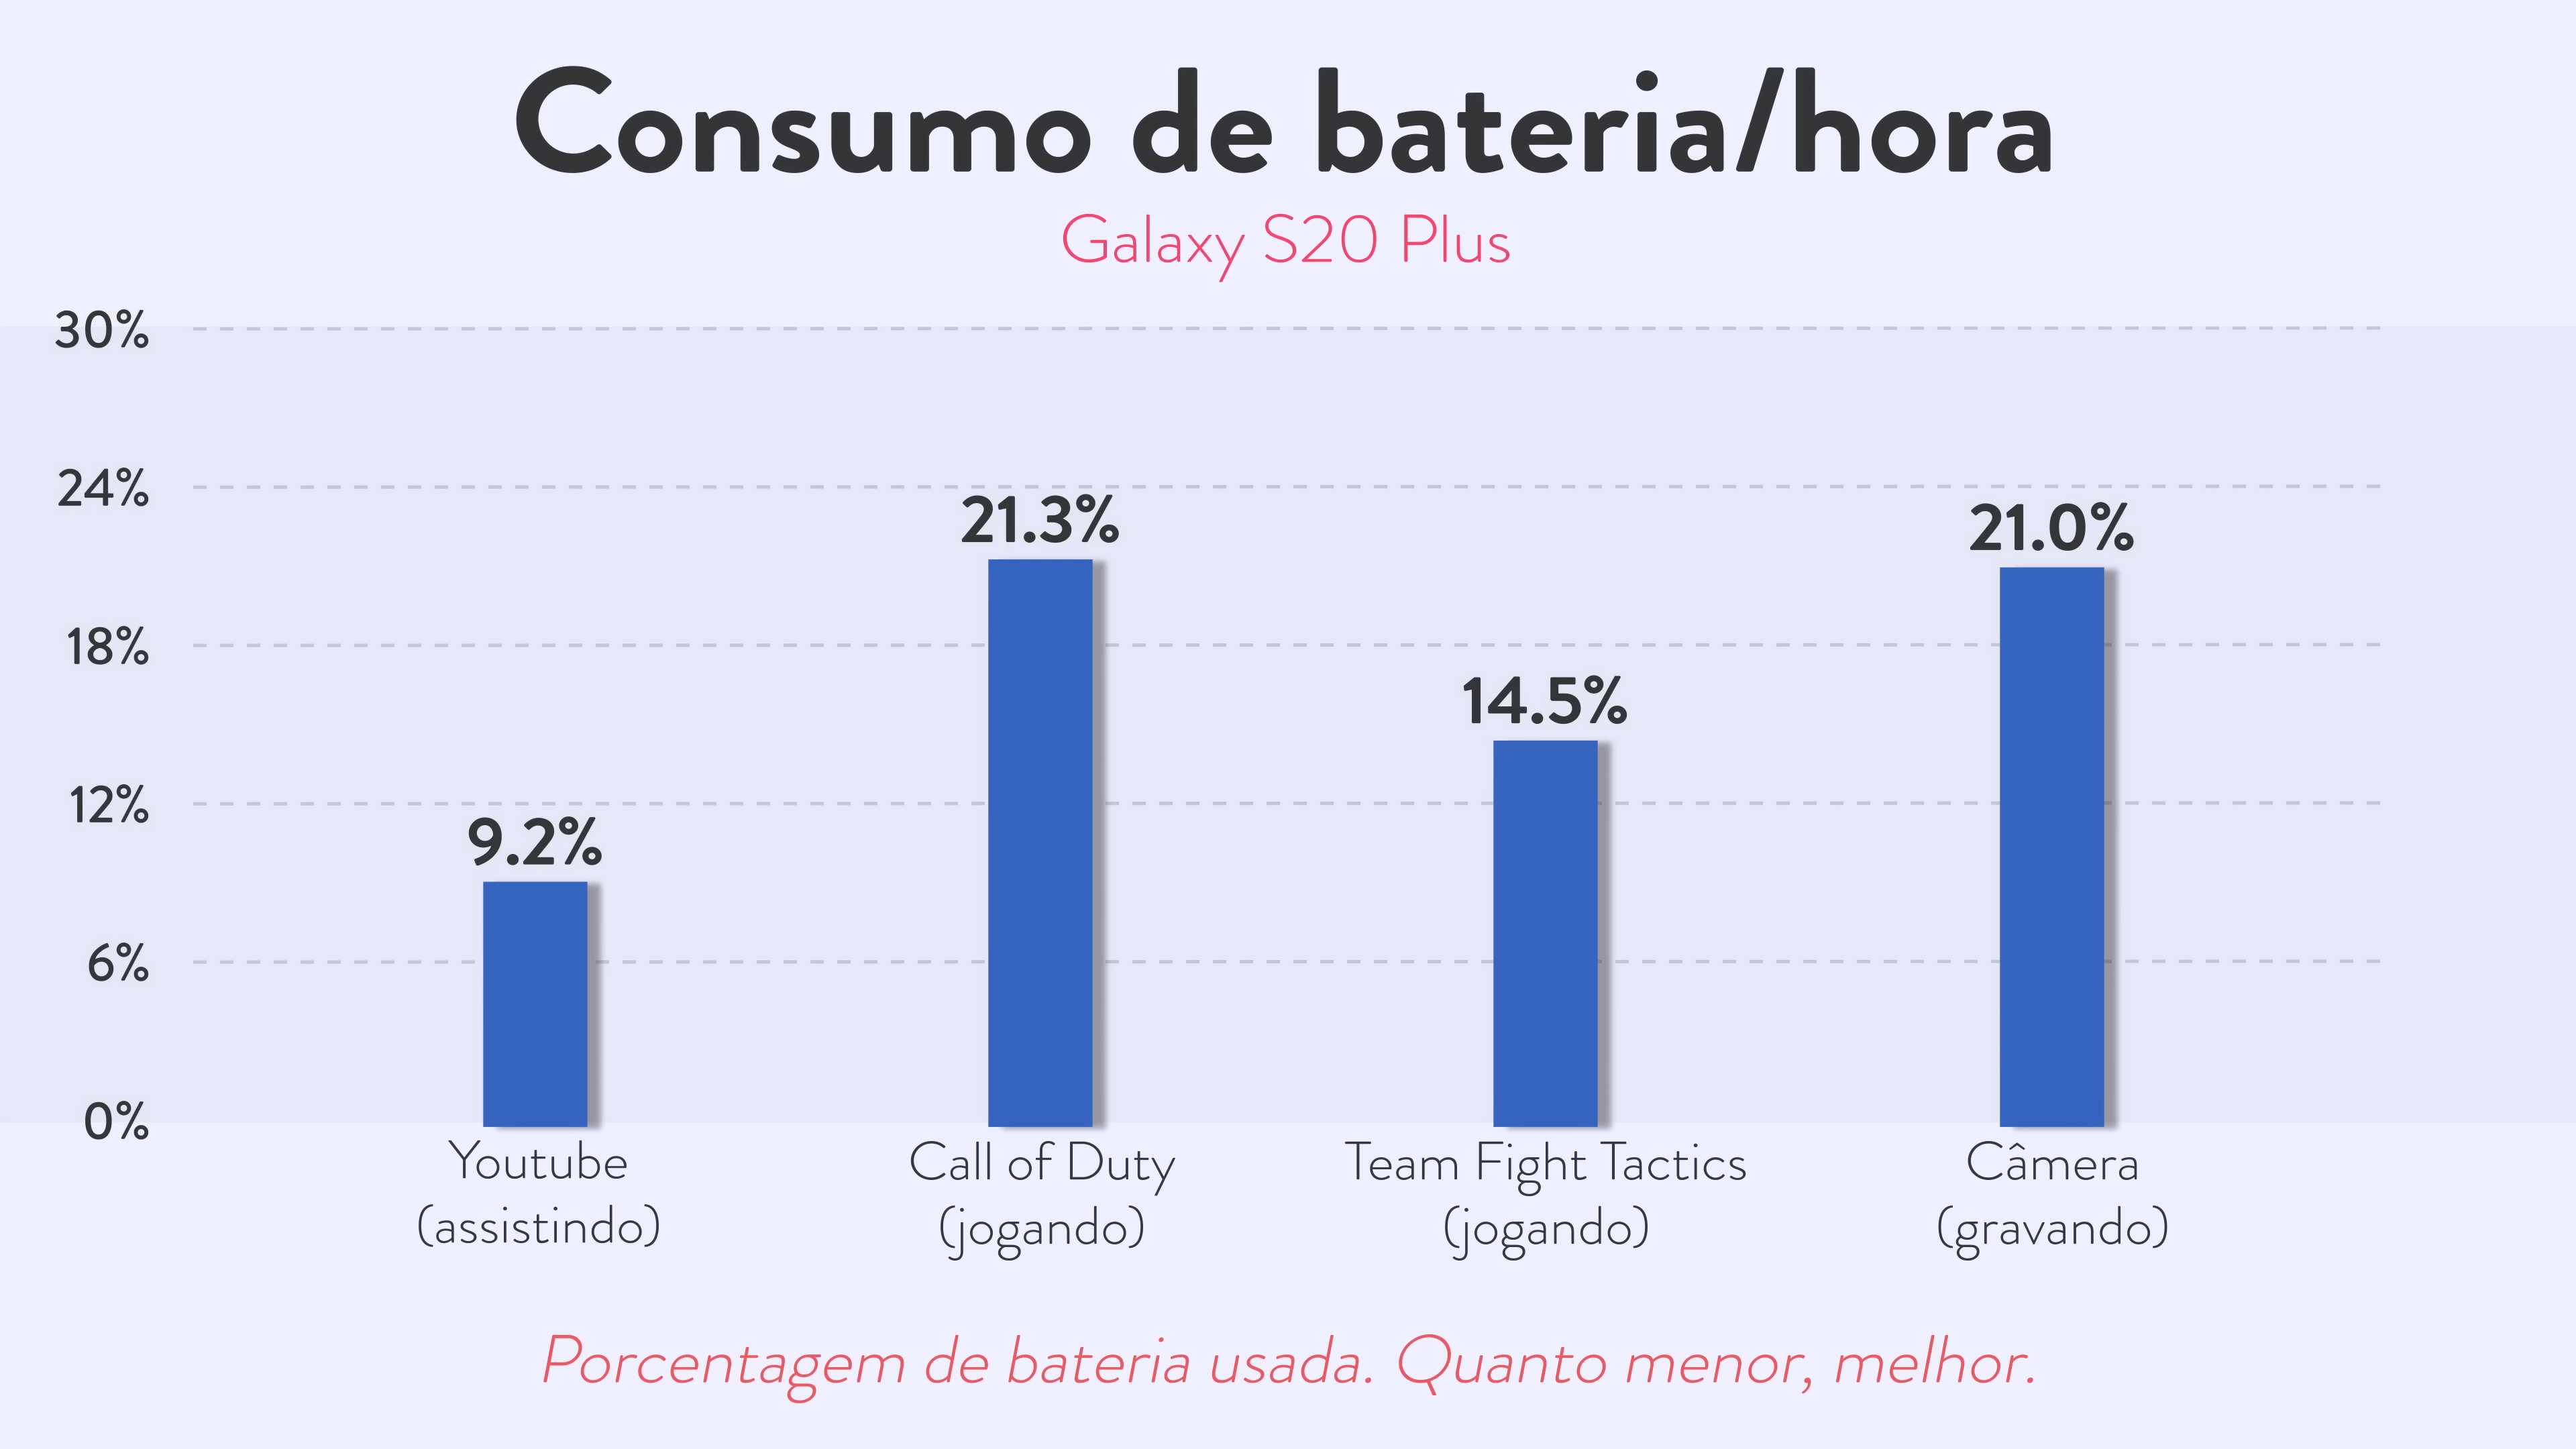 Consumo de bateria/hora
Galaxy S20 Plus
30%
24%
21.3%
21.0%
18%
14.5%
12%
9.2%
6%
0%
Youtube
(assistindo)
Call of Duty
(jogando)
Team Fight Tactics
(jogando)
Câmera
(gravando)
Porcentagem de bateria usada. Quanto menor, melhor.